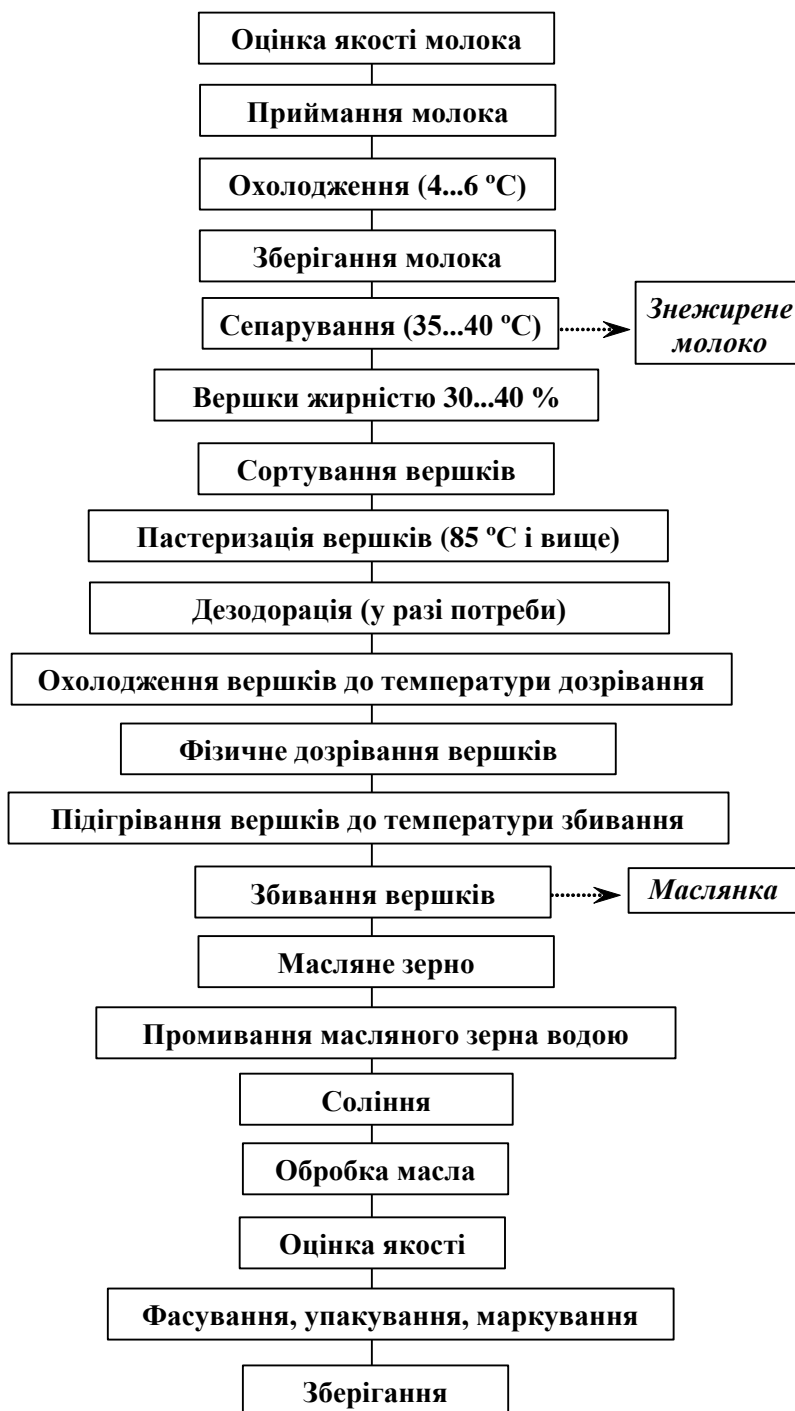 Оцінка якості молока
Приймання молока
Охолодження (4...6 ºС)
Зберігання молока
Сепарування (35...40 ºС)
Знежирене
молоко
Вершки жирністю 30...40 %
Сортування вершків
Пастеризація вершків (85 ºС і вище)
Дезодорація (у разі потреби)
Охолодження вершків до температури дозрівання
Фізичне дозрівання вершків
Підігрівання вершків до температури збивання
Збивання вершків
Маслянка
Масляне зерно
Промивання масляного зерна водою
Соління
Обробка масла
Оцінка якості
Фасування, упакування, маркування
Зберігання